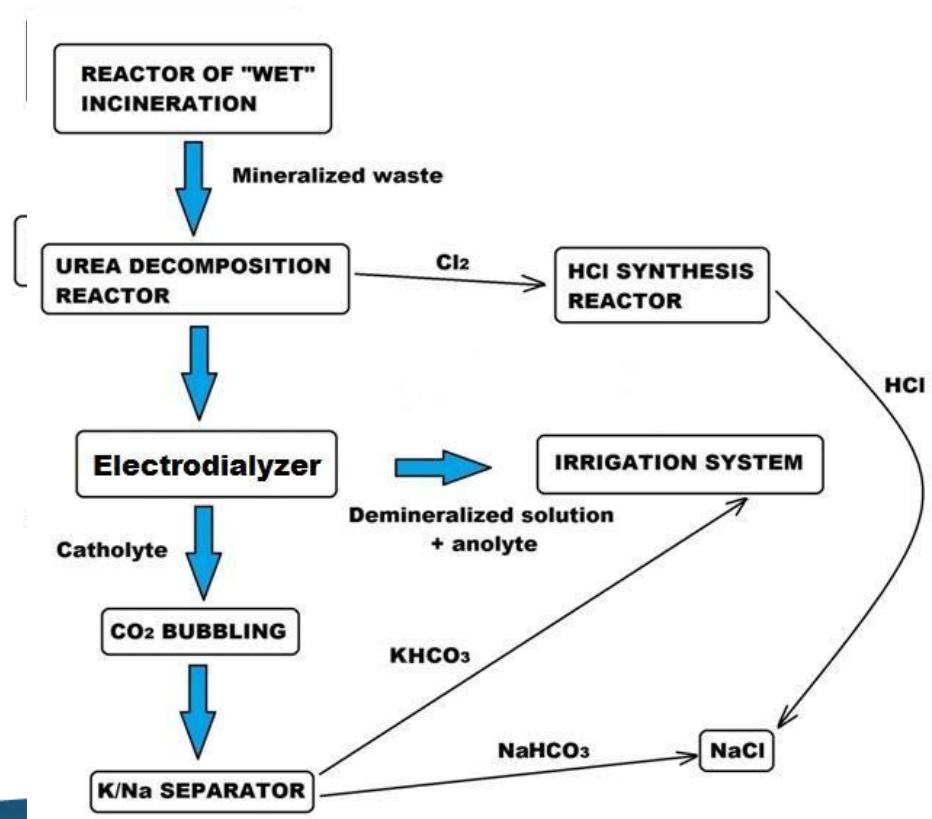 REACTOR OF "WET"
INCINERATION
Mineralized waste
UREA DECOMPOSITION
REACTOR
Cl₂
HCl SYNTHESIS
REACTOR
HCl
Electrodialyzer
IRRIGATION SYSTEM
Demineralized solution
+ anolyte
Catholyte
CO₂ BUBBLING
KHCO₃
NaHCO₃
NaCl
K/Na SEPARATOR